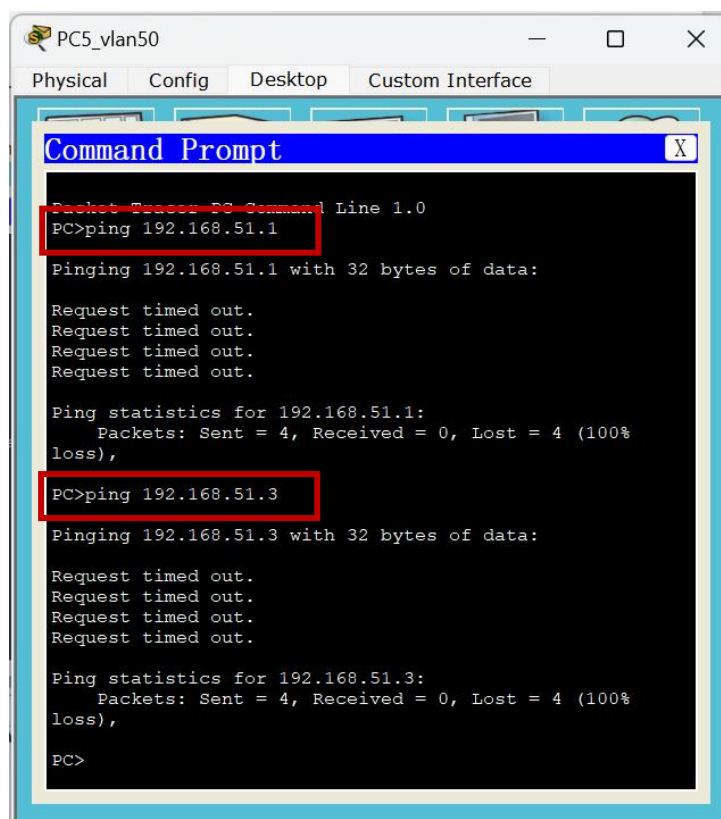 PC5_vlan50
Physical Config Desktop Custom Interface
Command Prompt X
Packet Tracer PC Command Line 1.0
PC>ping 192.168.51.1
Pinging 192.168.51.1 with 32 bytes of data:
Request timed out.
Request timed out.
Request timed out.
Request timed out.
Ping statistics for 192.168.51.1:
Packets: Sent = 4, Received = 0, Lost = 4 (100%
loss),
PC>ping 192.168.51.3
Pinging 192.168.51.3 with 32 bytes of data:
Request timed out.
Request timed out.
Request timed out.
Request timed out.
Ping statistics for 192.168.51.3:
Packets: Sent = 4, Received = 0, Lost = 4 (100%
loss),
PC>